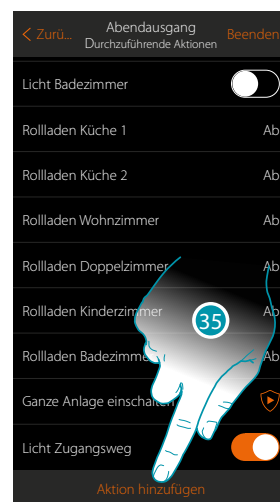 < Zurü...
Abendausgang
Durchzuführende Aktionen
Beenden
Licht Badezimmer
Rollladen Küche 1 Ab
Rollladen Küche 2 Ab
Rollladen Wohnzimmer Ab
Rollladen Doppelzimmer Ab
Rollladen Kinderzimmer Ab
35
Rollladen Badezimme Ab
Ganze Anlage einschalten
Licht Zugangsweg
Aktion hinzufügen